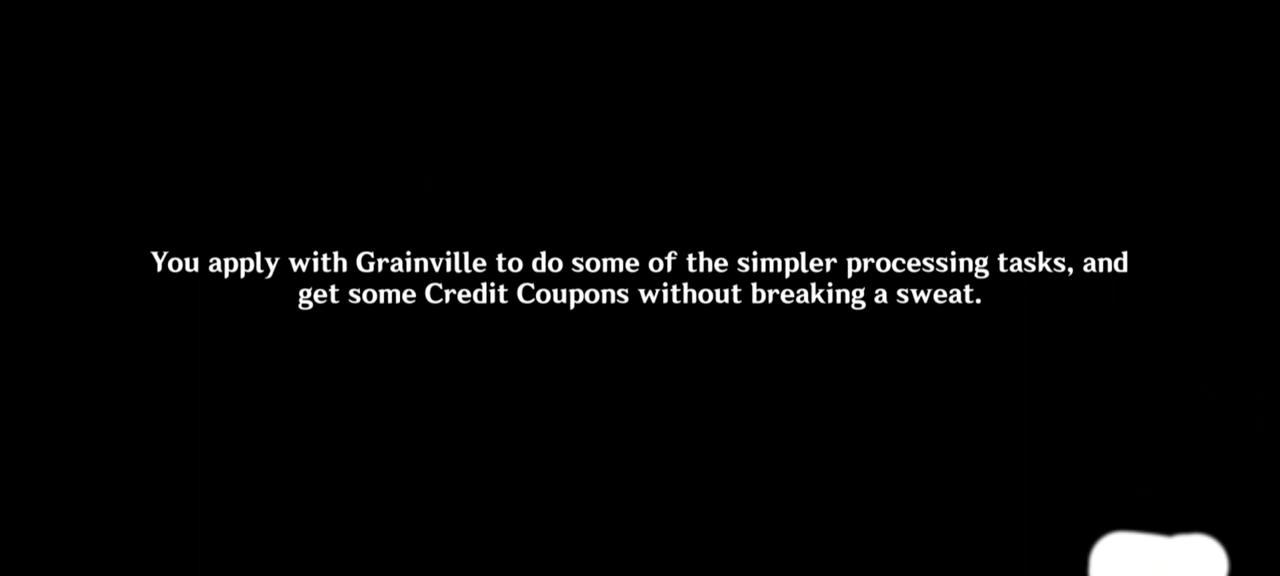 You apply with Grainville to do some of the simpler processing tasks, and
get some Credit Coupons without breaking a sweat.